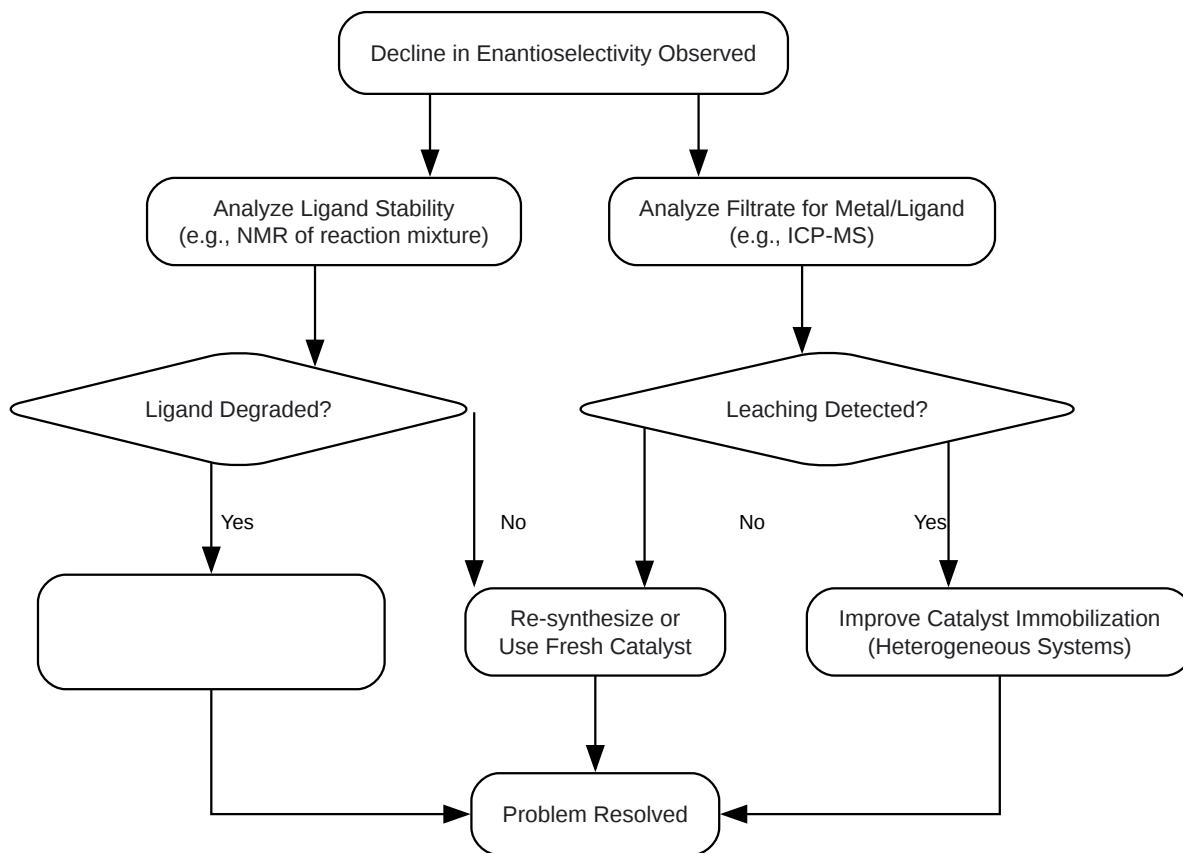 Decline in Enantioselectivity Observed
Analyze Ligand Stability
(e.g., NMR of reaction mixture)
Analyze Filtrate for Metal/Ligand
(e.g., ICP-MS)
Ligand Degraded?
Leaching Detected?
Yes
No
No
Yes
Re-synthesize or
Use Fresh Catalyst
Improve Catalyst Immobilization
(Heterogeneous Systems)
Problem Resolved